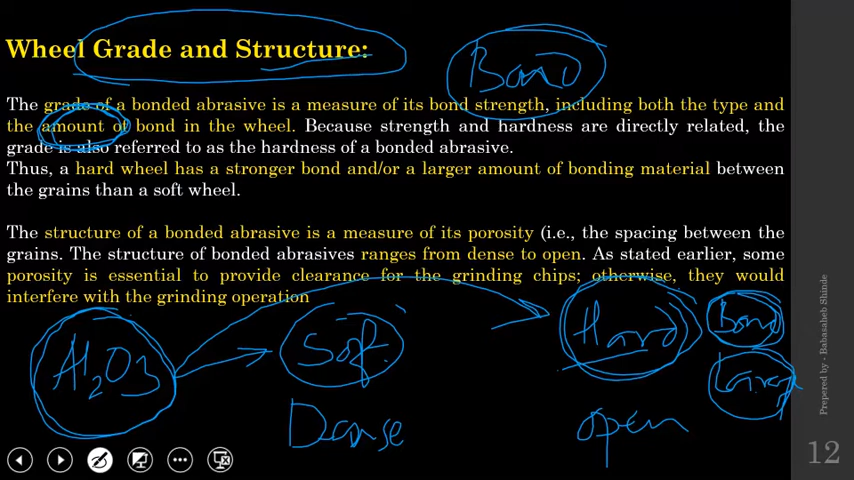 Wheel Grade and Structure:
Bond
The grade of a bonded abrasive is a measure of its bond strength, including both the type and
the amount of bond in the wheel. Because strength and hardness are directly related, the
grade is also referred to as the hardness of a bonded abrasive.
Thus, a hard wheel has a stronger bond and/or a larger amount of bonding material between
the grains than a soft wheel.
The structure of a bonded abrasive is a measure of its porosity (i.e., the spacing between the
grains. The structure of bonded abrasives ranges from dense to open. As stated earlier, some
porosity is essential to provide clearance for the grinding chips; otherwise, they would
interfere with the grinding operation
Al2O3
Soft
Hard
Bond
Danse
open
Prepered by - Babasaheb Shinde
12